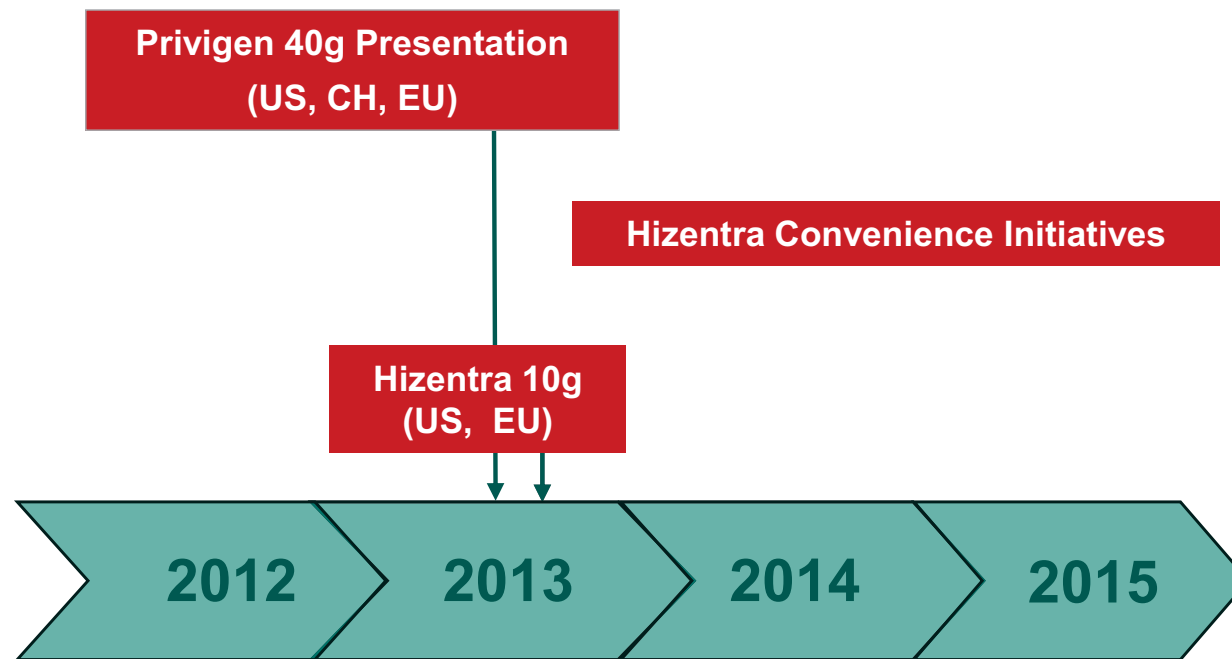 Privigen 40g Presentation
(US, CH, EU)
Hizentra Convenience Initiatives
Hizentra 10g
(US, EU)
2012
2013
2014
2015